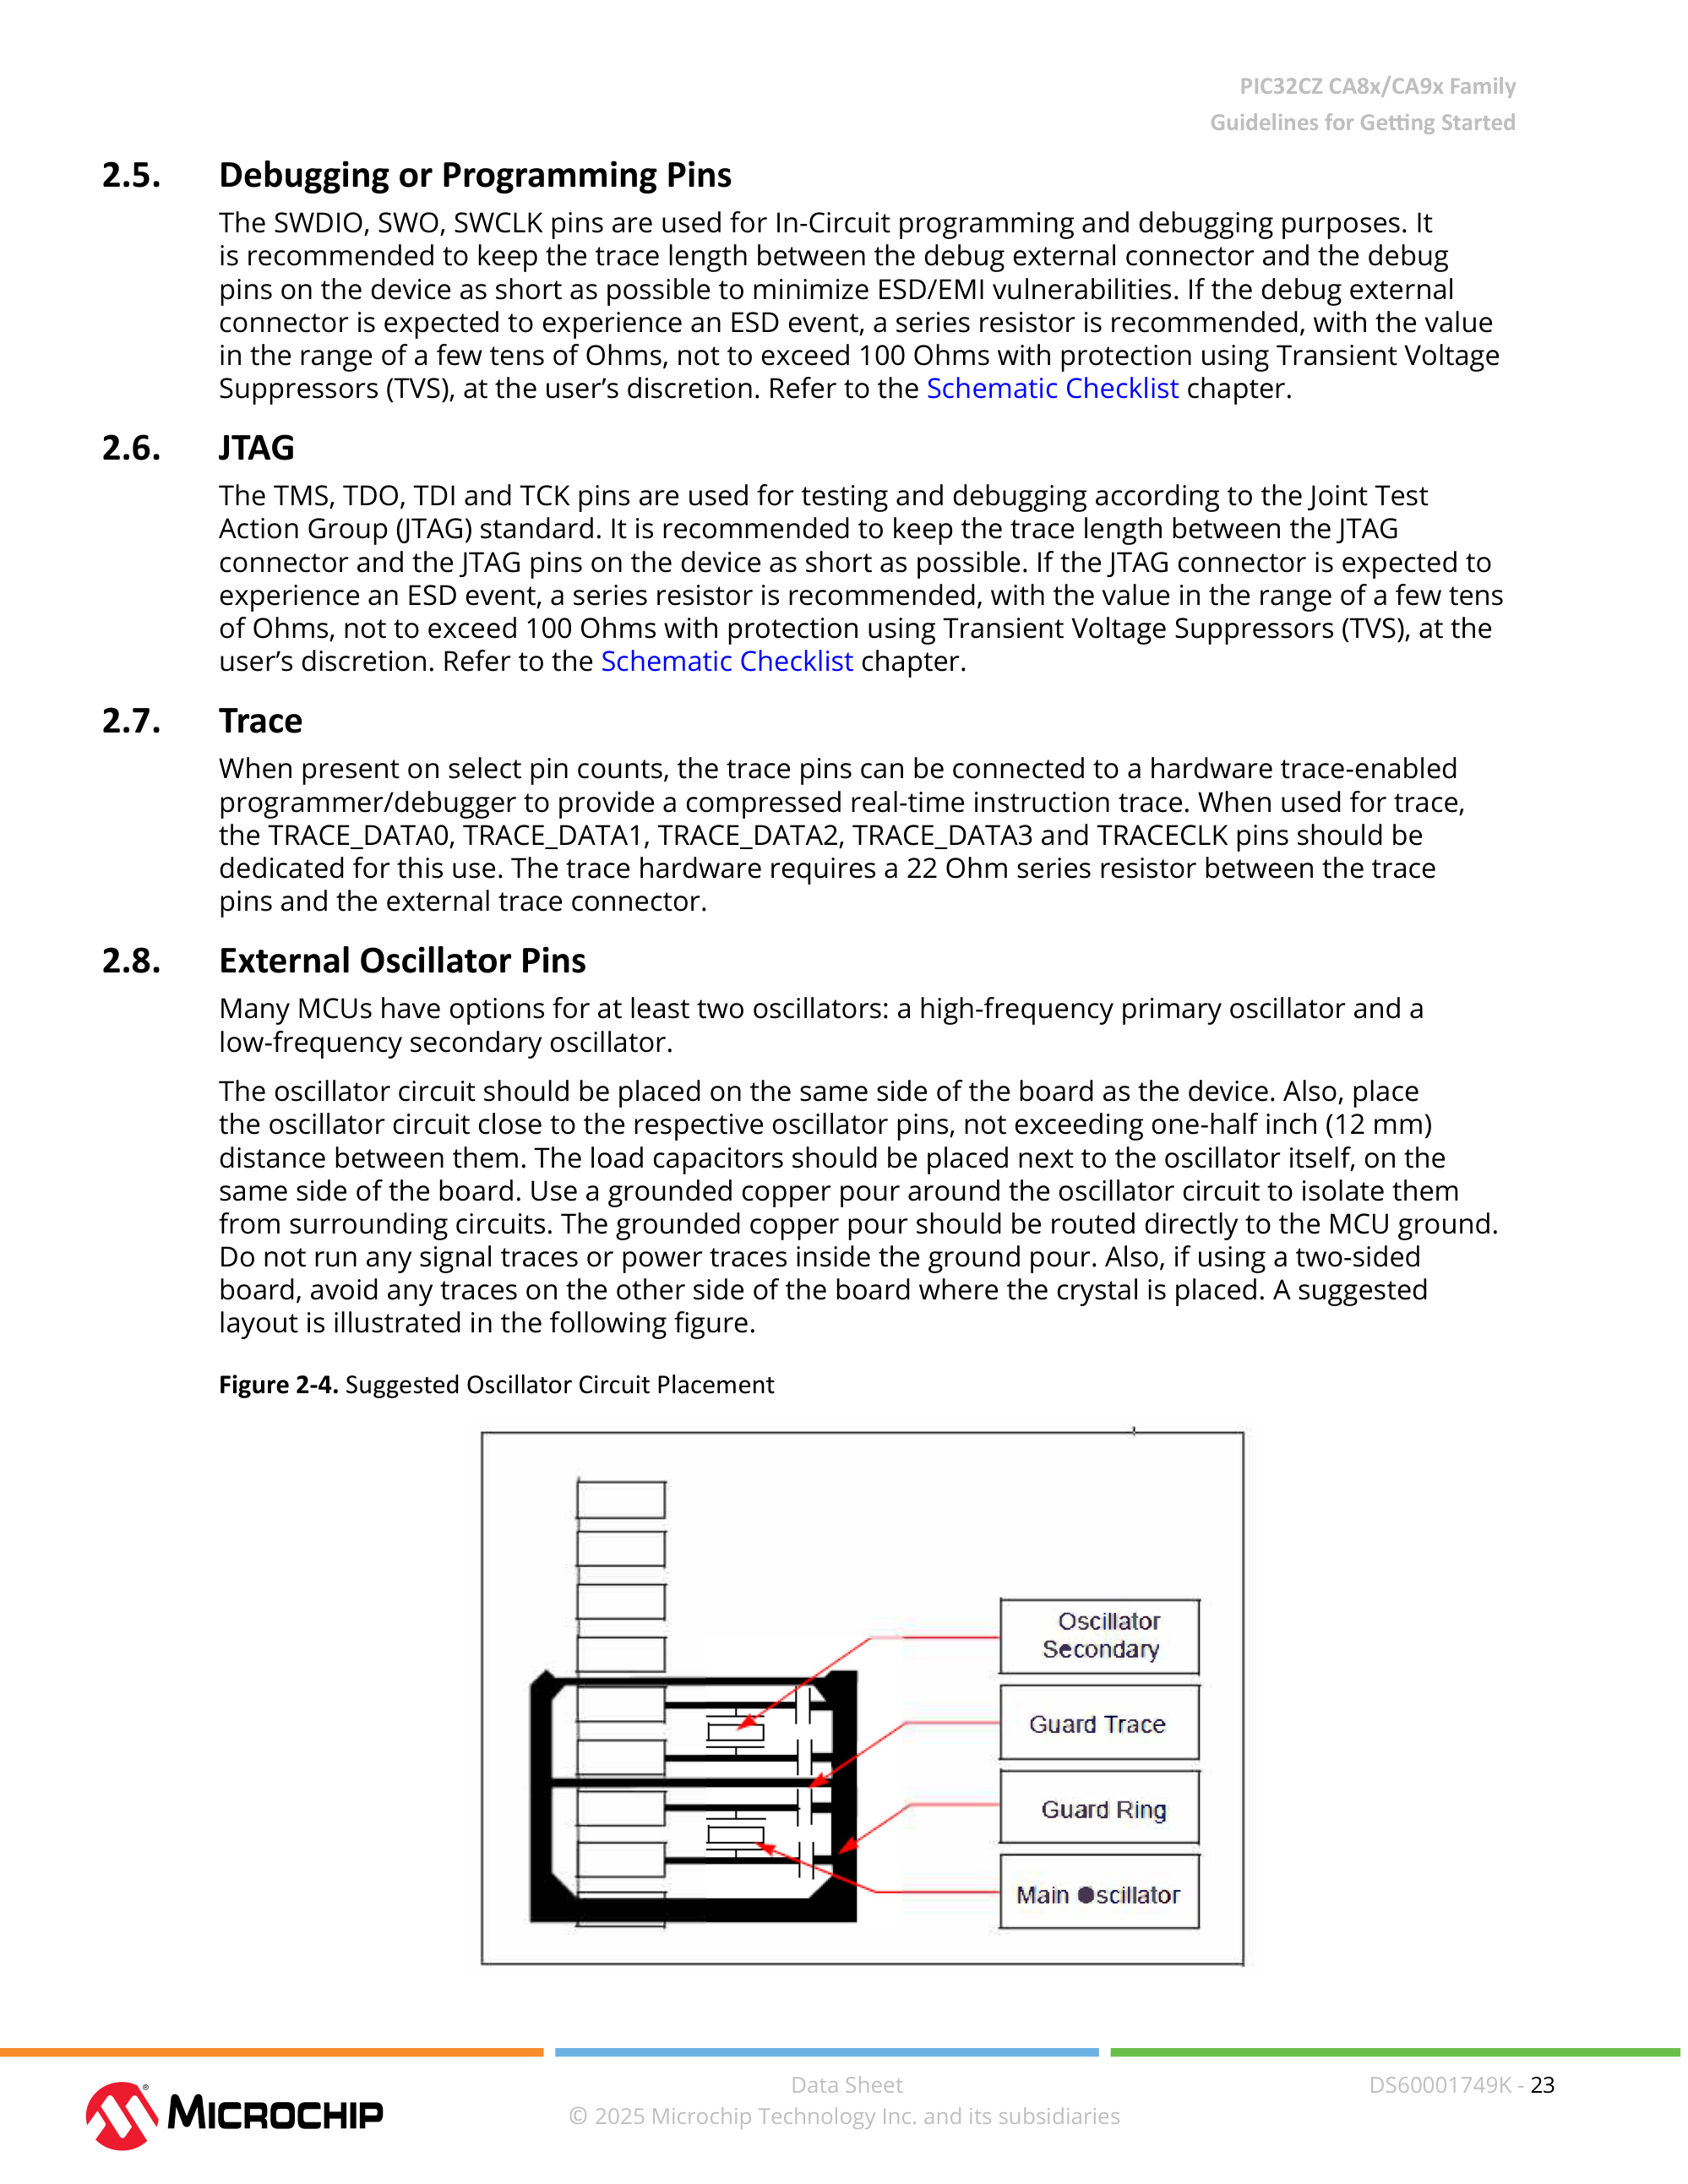 PIC32CZ CA8x/CA9x Family
Guidelines for Getting Started
2.5. Debugging or Programming Pins
The SWDIO, SWO, SWCLK pins are used for In-Circuit programming and debugging purposes. It
is recommended to keep the trace length between the debug external connector and the debug
pins on the device as short as possible to minimize ESD/EMI vulnerabilities. If the debug external
connector is expected to experience an ESD event, a series resistor is recommended, with the value
in the range of a few tens of Ohms, not to exceed 100 Ohms with protection using Transient Voltage
Suppressors (TVS), at the user’s discretion. Refer to the Schematic Checklist chapter.
2.6. JTAG
The TMS, TDO, TDI and TCK pins are used for testing and debugging according to the Joint Test
Action Group (JTAG) standard. It is recommended to keep the trace length between the JTAG
connector and the JTAG pins on the device as short as possible. If the JTAG connector is expected to
experience an ESD event, a series resistor is recommended, with the value in the range of a few tens
of Ohms, not to exceed 100 Ohms with protection using Transient Voltage Suppressors (TVS), at the
user’s discretion. Refer to the Schematic Checklist chapter.
2.7. Trace
When present on select pin counts, the trace pins can be connected to a hardware trace-enabled
programmer/debugger to provide a compressed real-time instruction trace. When used for trace,
the TRACE_DATA0, TRACE_DATA1, TRACE_DATA2, TRACE_DATA3 and TRACECLK pins should be
dedicated for this use. The trace hardware requires a 22 Ohm series resistor between the trace
pins and the external trace connector.
2.8. External Oscillator Pins
Many MCUs have options for at least two oscillators: a high-frequency primary oscillator and a
low-frequency secondary oscillator.
The oscillator circuit should be placed on the same side of the board as the device. Also, place
the oscillator circuit close to the respective oscillator pins, not exceeding one-half inch (12 mm)
distance between them. The load capacitors should be placed next to the oscillator itself, on the
same side of the board. Use a grounded copper pour around the oscillator circuit to isolate them
from surrounding circuits. The grounded copper pour should be routed directly to the MCU ground.
Do not run any signal traces or power traces inside the ground pour. Also, if using a two-sided
board, avoid any traces on the other side of the board where the crystal is placed. A suggested
layout is illustrated in the following figure.
Figure 2-4. Suggested Oscillator Circuit Placement
Oscillator
Secondary
Guard Trace
Guard Ring
Main Oscillator
MICROCHIP
Data Sheet
© 2025 Microchip Technology Inc. and its subsidiaries
DS60001749K - 23